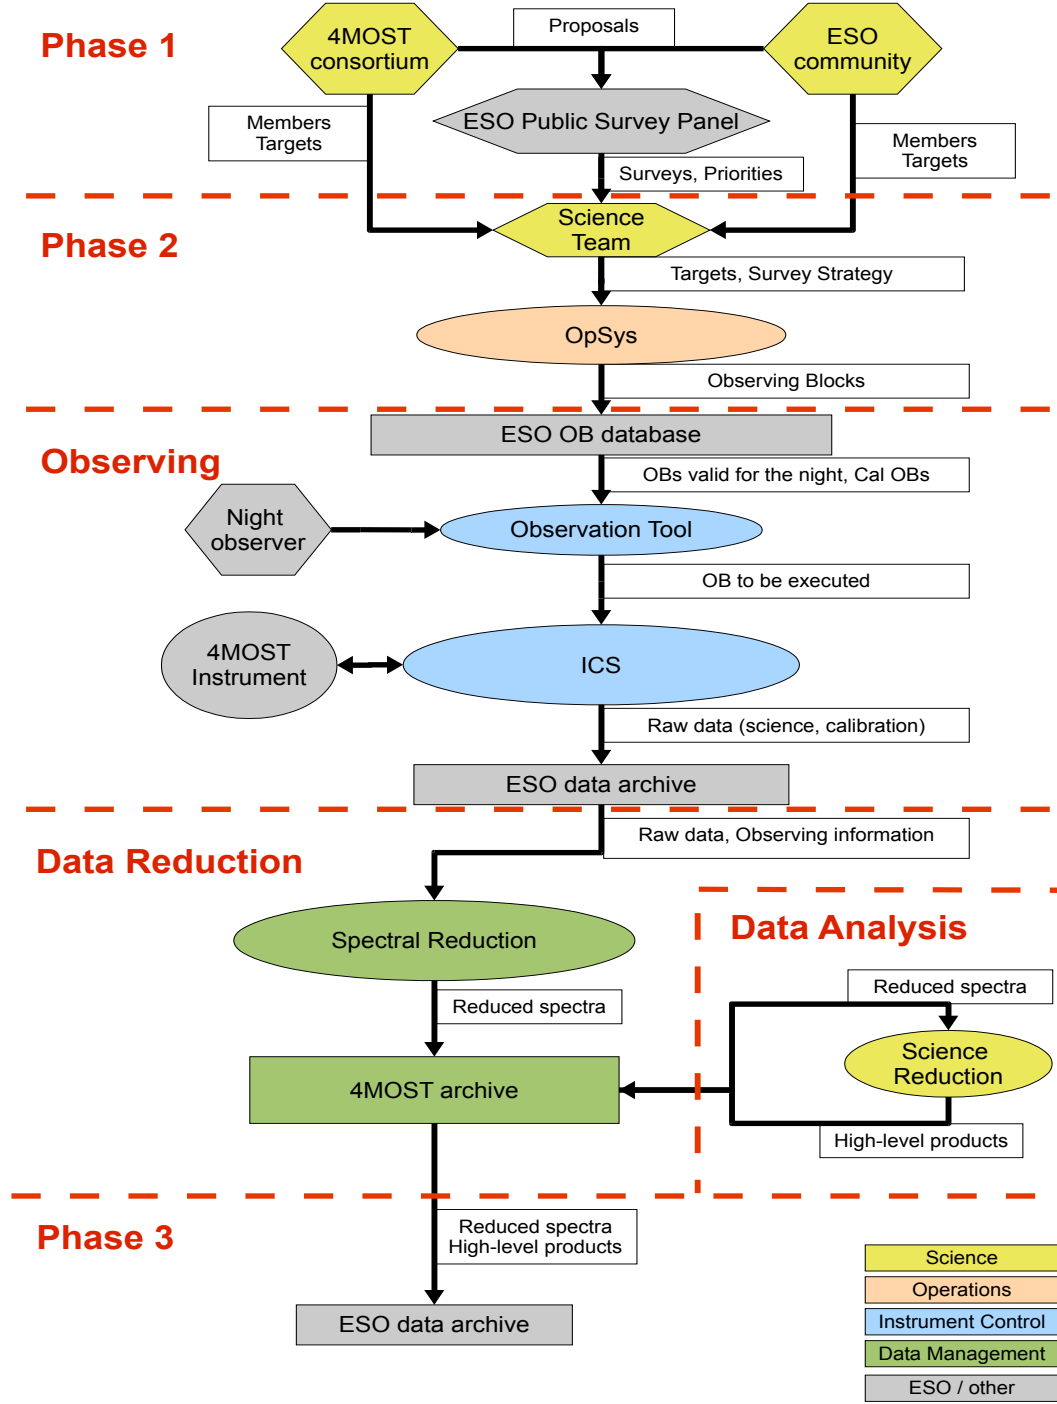 Phase 1
4MOST
consortium
Proposals
ESO
community
ESO Public Survey Panel
Members
Targets
Members
Targets
Surveys, Priorities
Phase 2
Science
Team
Targets, Survey Strategy
OpSys
Observing Blocks
ESO OB database
Observing
OBs valid for the night, Cal OBs
Night
observer
Observation Tool
OB to be executed
4MOST
Instrument
ICS
Raw data (science, calibration)
ESO data archive
Raw data, Observing information
Data Reduction
Data Analysis
Spectral Reduction
Reduced spectra
Reduced spectra
Science
Reduction
4MOST archive
High-level products
Phase 3
Reduced spectra
High-level products
ESO data archive
Science
Operations
Instrument Control
Data Management
ESO / other